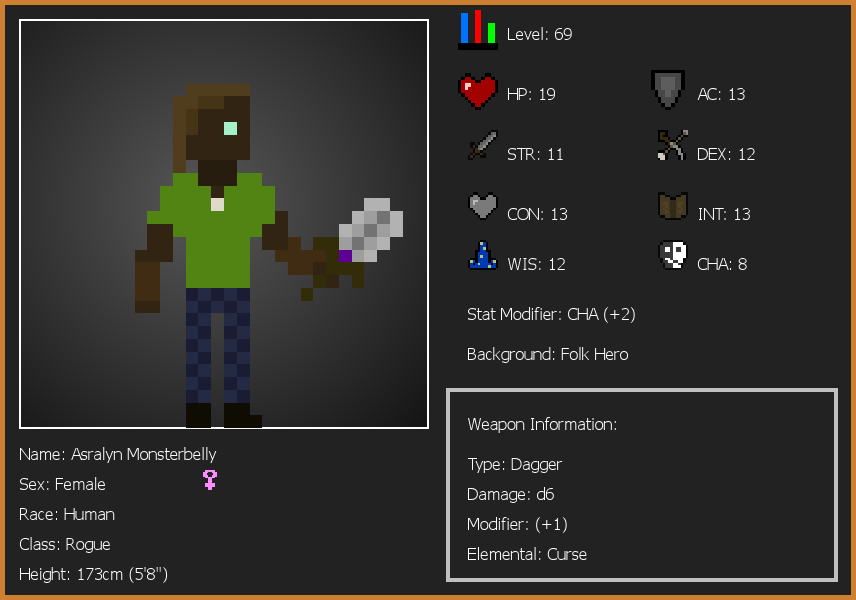 Level: 69
HP: 19
AC: 13
STR: 11
DEX: 12
CON: 13
INT: 13
WIS: 12
CHA: 8
Stat Modifier: CHA (+2)
Background: Folk Hero
Name: Asralyn Monsterbelly
Sex: Female
Race: Human
Class: Rogue
Height: 173cm (5'8")
Weapon Information:
Type: Dagger
Damage: d6
Modifier: (+1)
Elemental: Curse